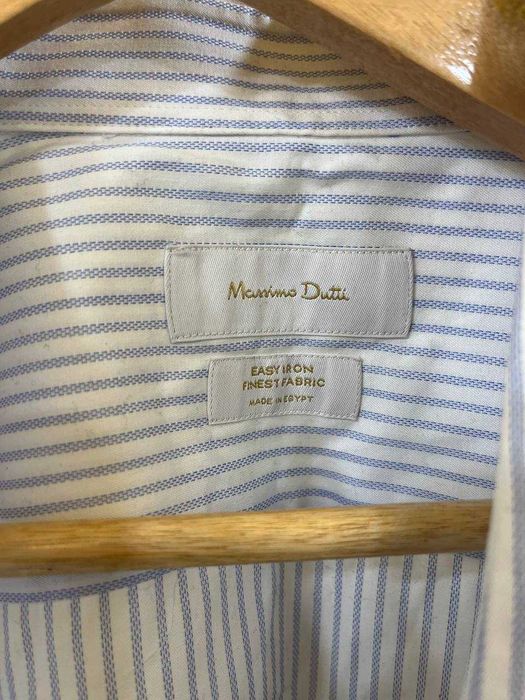 Massimo Dutti
EASY IRON
FINEST FABRIC
MADE IN EGYPT